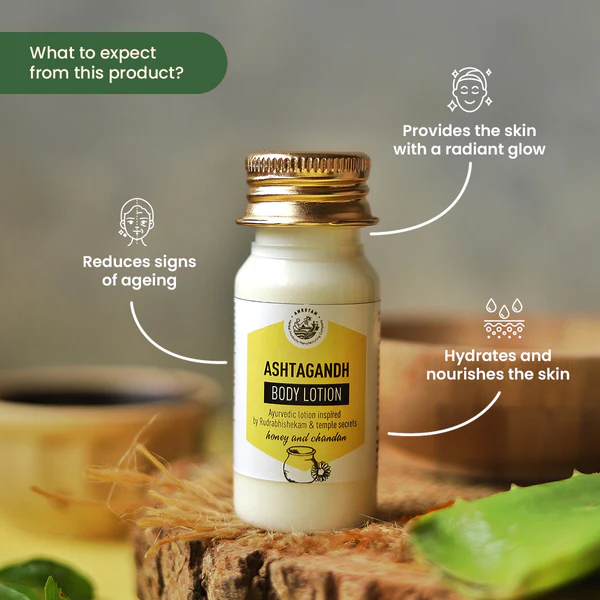 What to expect
from this product?
Provides the skin
with a radiant glow
Reduces signs
of ageing
Hydrates and
nourishes the skin
AMRUTAM
ASHTAGANDH
BODY LOTION
Ayurvedic lotion inspired
by Rudrabhishekam & temple secrets
honey and chandan